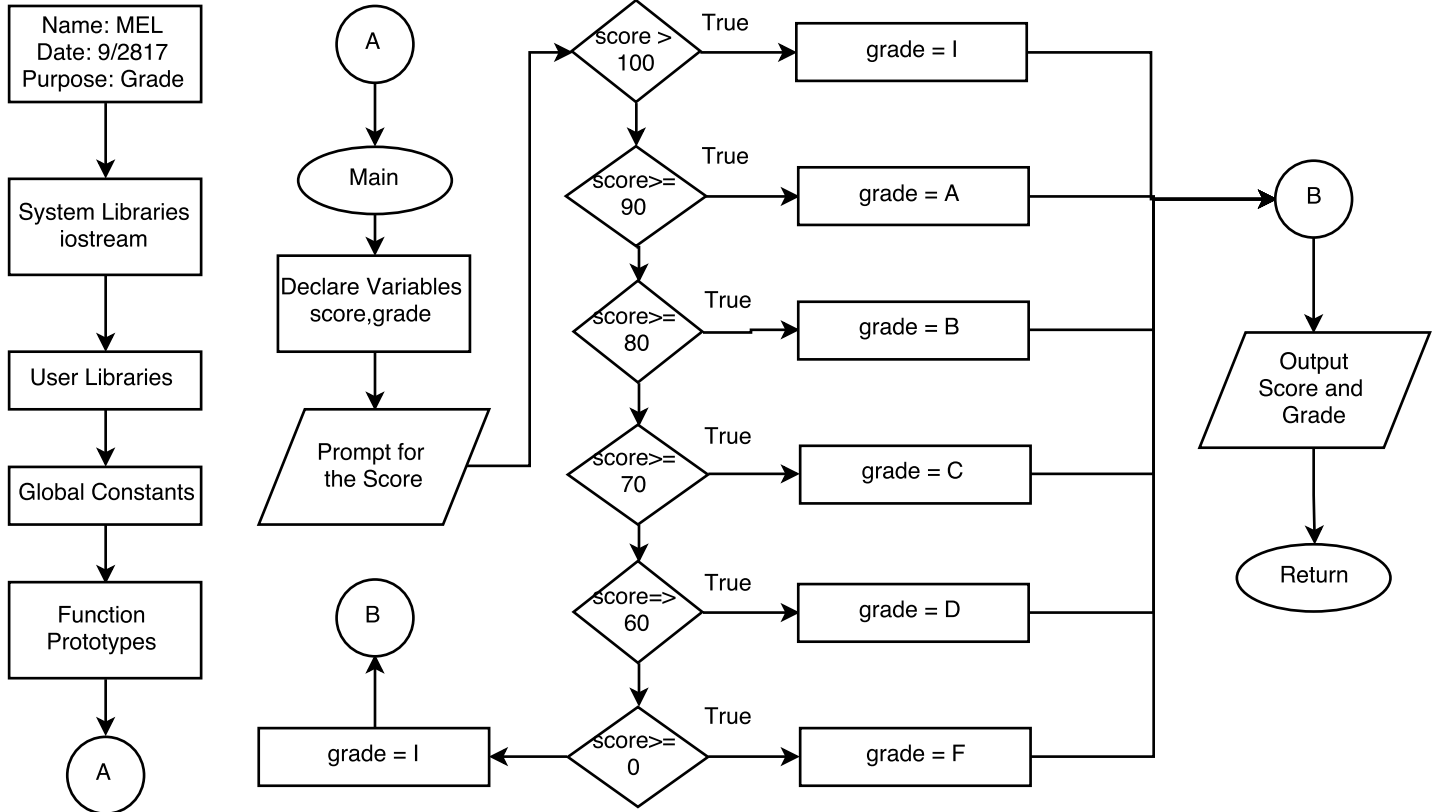 Name: MEL
Date: 9/2817
Purpose: Grade
System Libraries
iostream
User Libraries
Global Constants
Function
Prototypes
A
A
Main
Declare Variables
score,grade
Prompt for
the Score
score >
100
True
grade = I
score>=
90
True
grade = A
score>=
80
True
grade = B
score>=
70
True
grade = C
score=>
60
True
grade = D
score>=
0
True
grade = F
grade = I
B
B
Output
Score and
Grade
Return